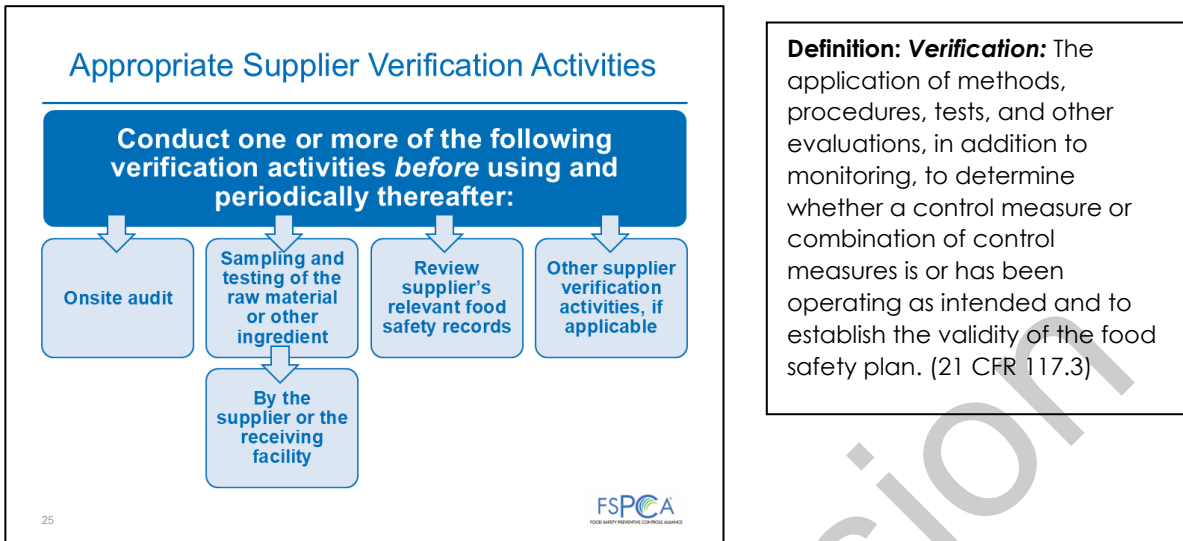 Appropriate Supplier Verification Activities
Conduct one or more of the following
verification activities before using and
periodically thereafter:
Onsite audit
Sampling and
testing of the
raw material
or other
ingredient
Review
supplier's
relevant food
safety records
Other supplier
verification
activities, if
applicable
By the
supplier or the
receiving
facility
25
FSPCA
FOOD SAFETY PREVENTIVE CONTROLS ALLIANCE
Definition: Verification: The
application of methods,
procedures, tests, and other
evaluations, in addition to
monitoring, to determine
whether a control measure or
combination of control
measures is or has been
operating as intended and to
establish the validity of the food
safety plan. (21 CFR 117.3)